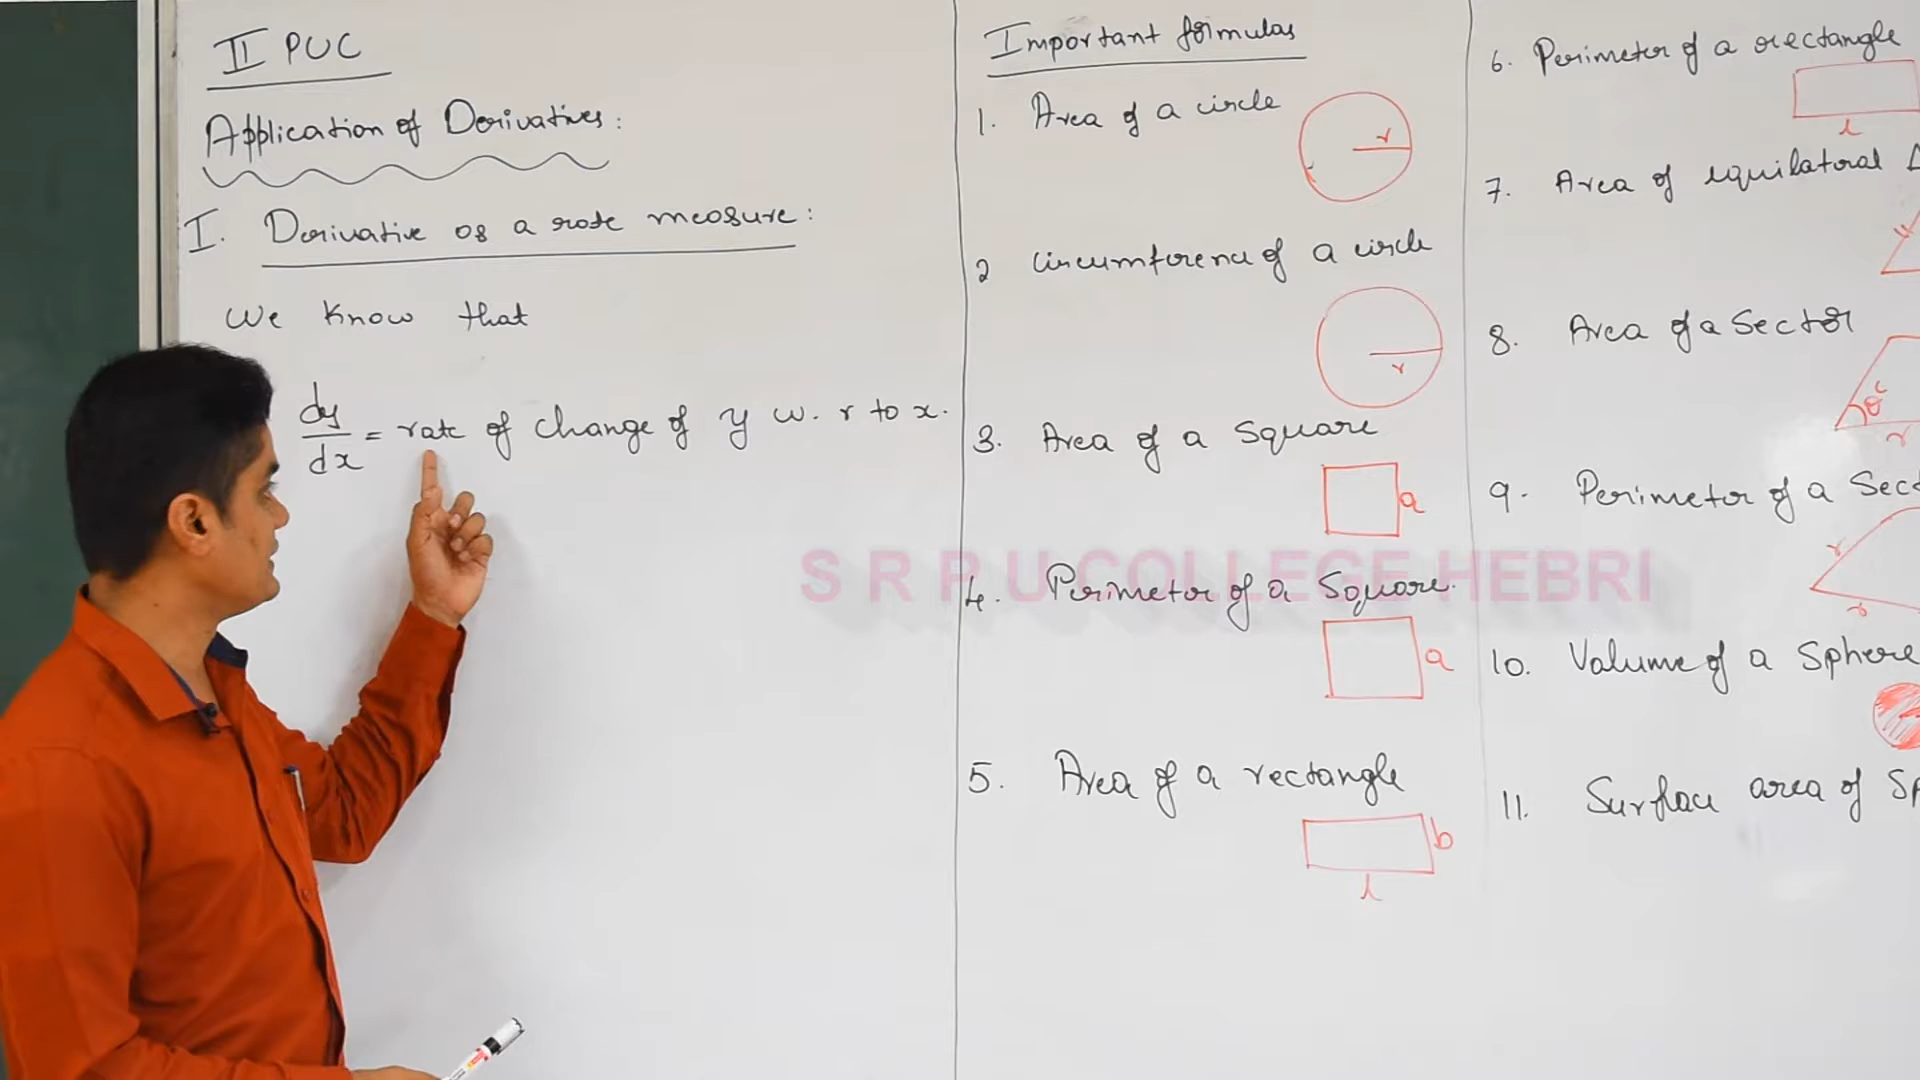 II PUC
Application of Derivatives:
I. Derivative as a rate measure:
We know that
dy/dx = rate of change of y w.r to x.
Important formulas
1. Area of a circle
r
2 Circumference of a circle
r
3. Area of a Square
a
4. Perimeter of a Square.
a
5. Area of a rectangle
b
l
6. Perimeter of a rectangle
l
7. Area of equilateral Δ
8. Area of a Sector
θᶜ
r
9. Perimeter of a Sect
r
r
10. Volume of a Sphere
11. Surface area of Sp
S R P U COLLEGE HEBRI